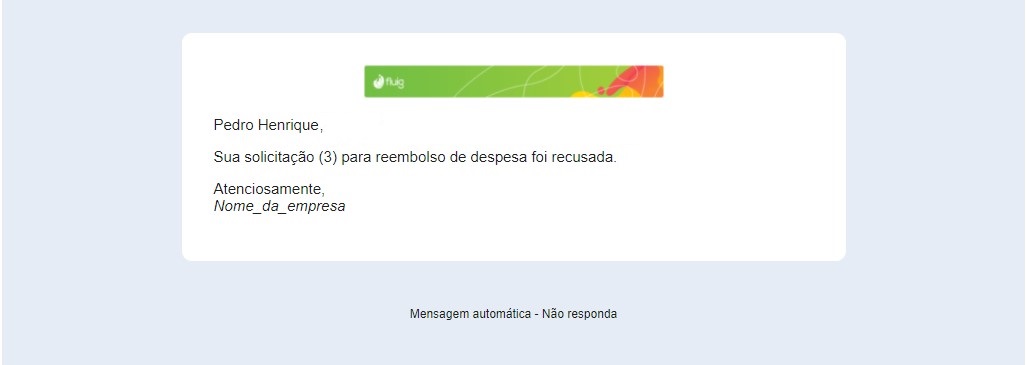 fluig
Pedro Henrique,
Sua solicitação (3) para reembolso de despesa foi recusada.
Atenciosamente,
Nome_da_empresa
Mensagem automática - Não responda